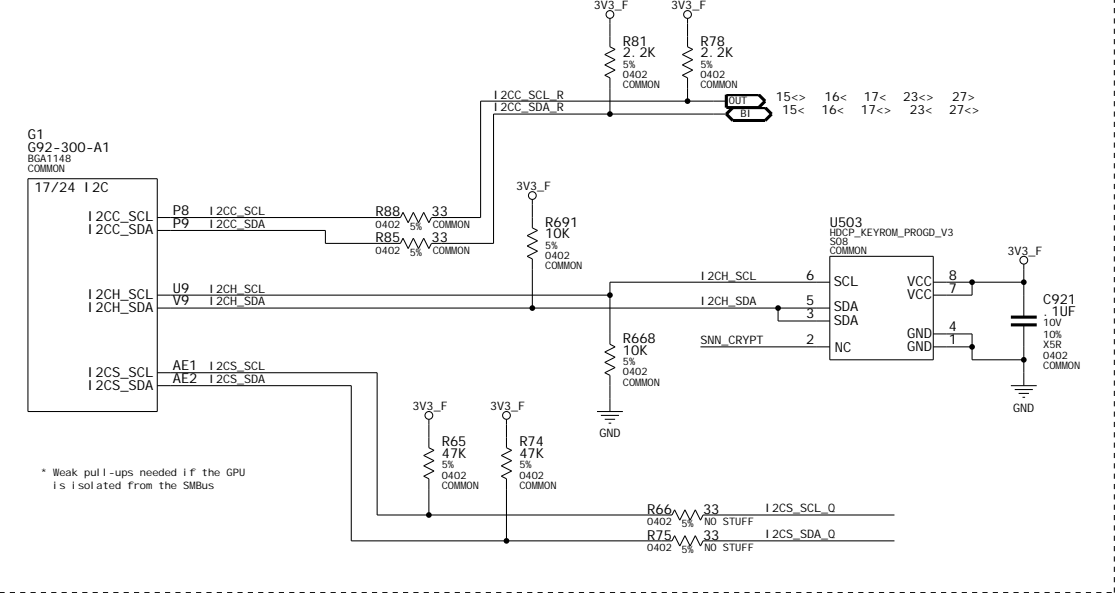 3V3_F
3V3_F
R81
2.2K
5%
0402
COMMON
R78
2.2K
5%
0402
COMMON
I2CC_SCL_R
I2CC_SDA_R
OUT
BI
15<> 16< 17< 23<> 27>
15< 16< 17<> 23< 27<>
G1
G92-300-A1
BGA1148
COMMON
17/24 I2C
I2CC_SCL P8 I2CC_SCL
I2CC_SDA P9 I2CC_SDA
R88 33
0402 5% COMMON
R85 33
0402 5% COMMON
3V3_F
R691
10K
5%
0402
COMMON
I2CH_SCL U9 I2CH_SCL
I2CH_SDA V9 I2CH_SDA
I2CH_SCL
I2CH_SDA
SNN_CRYPT
U503
HDCP_KEYROM_PROGD_V3
SO8
COMMON
6 SCL
5 SDA
3 SDA
2 NC
VCC 8
VCC 7
GND 4
GND 1
3V3_F
C921
.1UF
10V
10%
X5R
0402
COMMON
GND
R668
10K
5%
0402
COMMON
GND
I2CS_SCL AE1 I2CS_SCL
I2CS_SDA AE2 I2CS_SDA
3V3_F
3V3_F
R65
47K
5%
0402
COMMON
R74
47K
5%
0402
COMMON
* Weak pull-ups needed if the GPU
is isolated from the SMBus
R66 33
0402 5% NO STUFF
I2CS_SCL_Q
R75 33
0402 5% NO STUFF
I2CS_SDA_Q